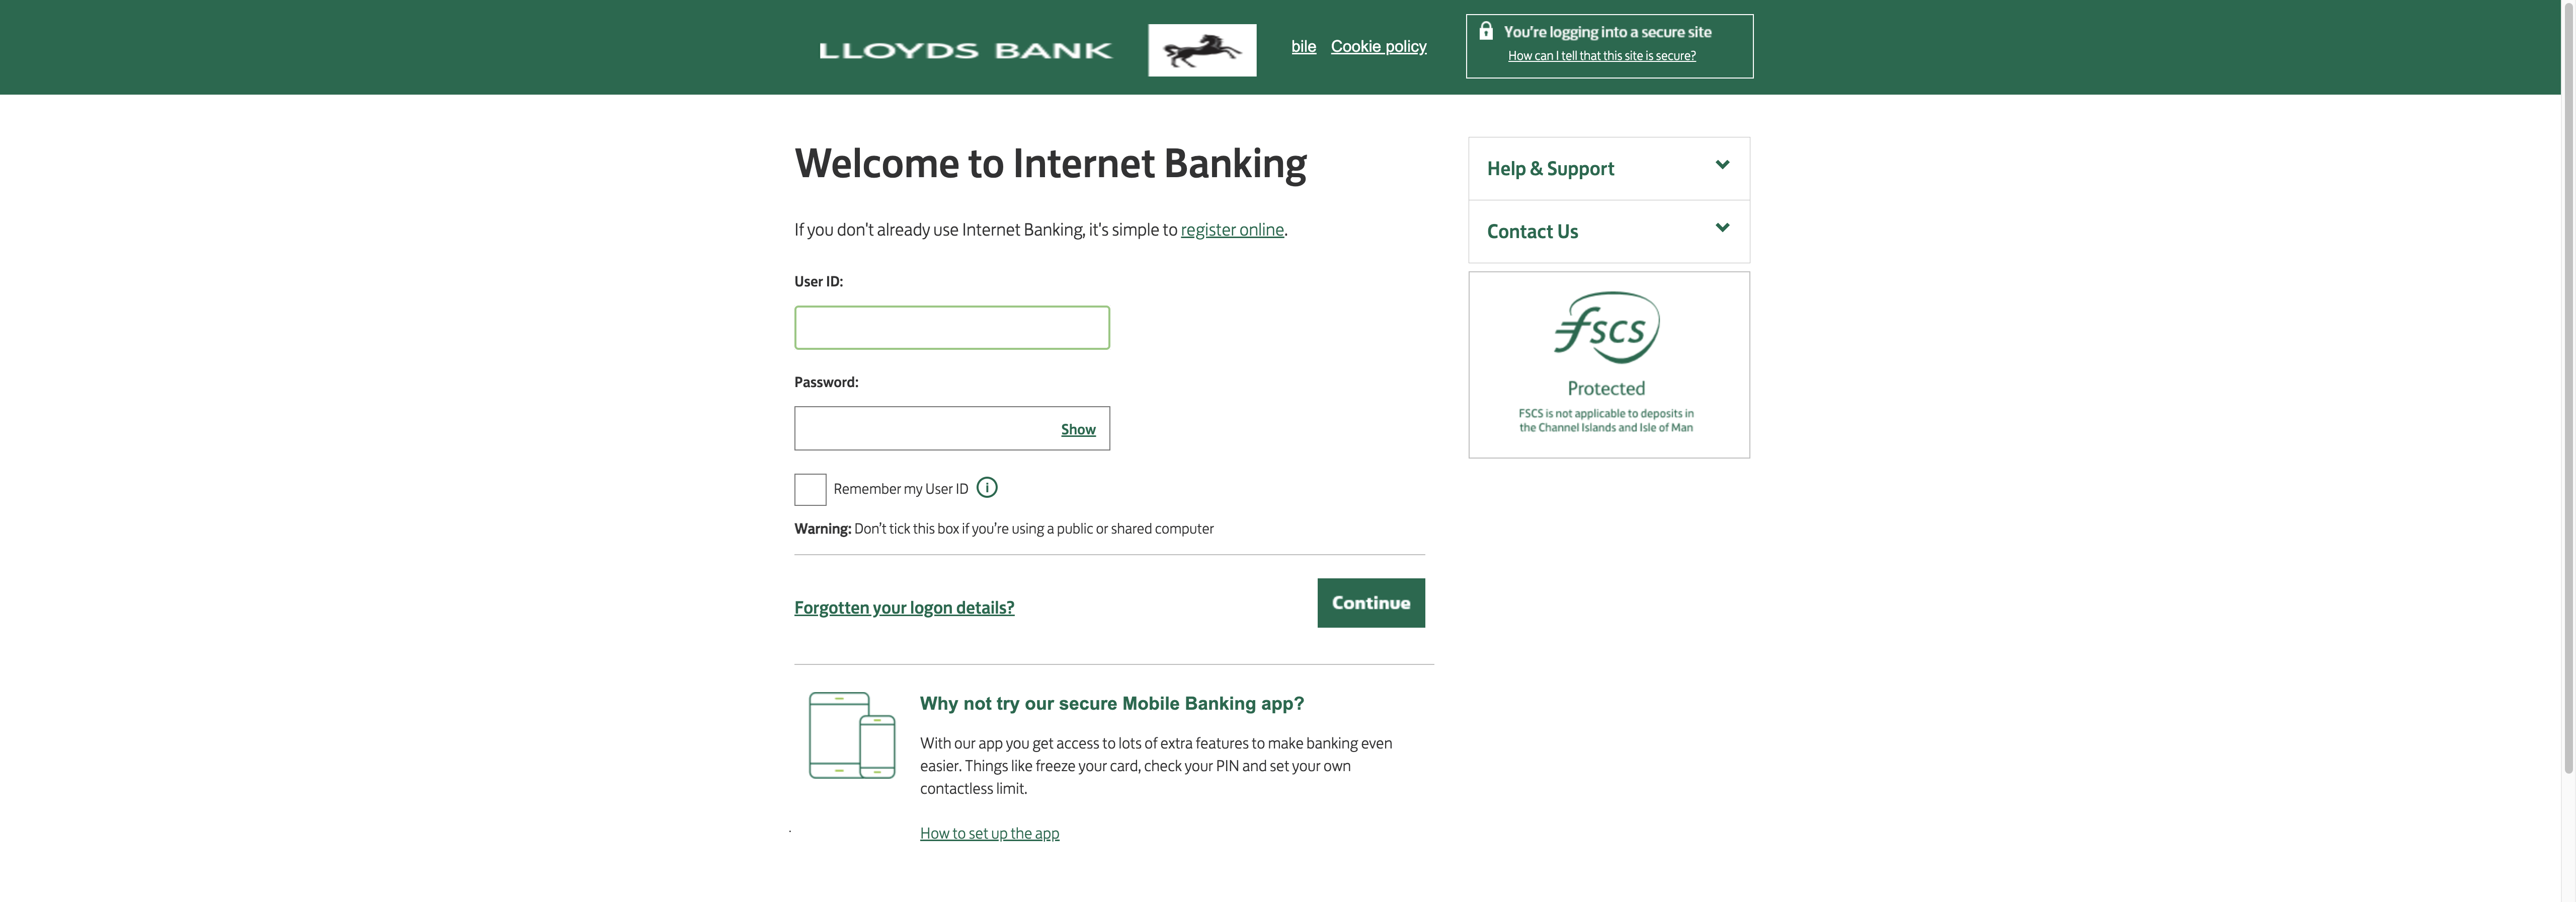 LLOYDS BANK
bile Cookie policy
You're logging into a secure site
How can I tell that this site is secure?
Welcome to Internet Banking
If you don't already use Internet Banking, it's simple to register online.
User ID:
Password:
Show
Remember my User ID
Warning: Don't tick this box if you're using a public or shared computer
Forgotten your logon details?
Continue
Why not try our secure Mobile Banking app?
With our app you get access to lots of extra features to make banking even
easier. Things like freeze your card, check your PIN and set your own
contactless limit.
How to set up the app
Help & Support
Contact Us
fscs
Protected
FSCS is not applicable to deposits in
the Channel Islands and Isle of Man